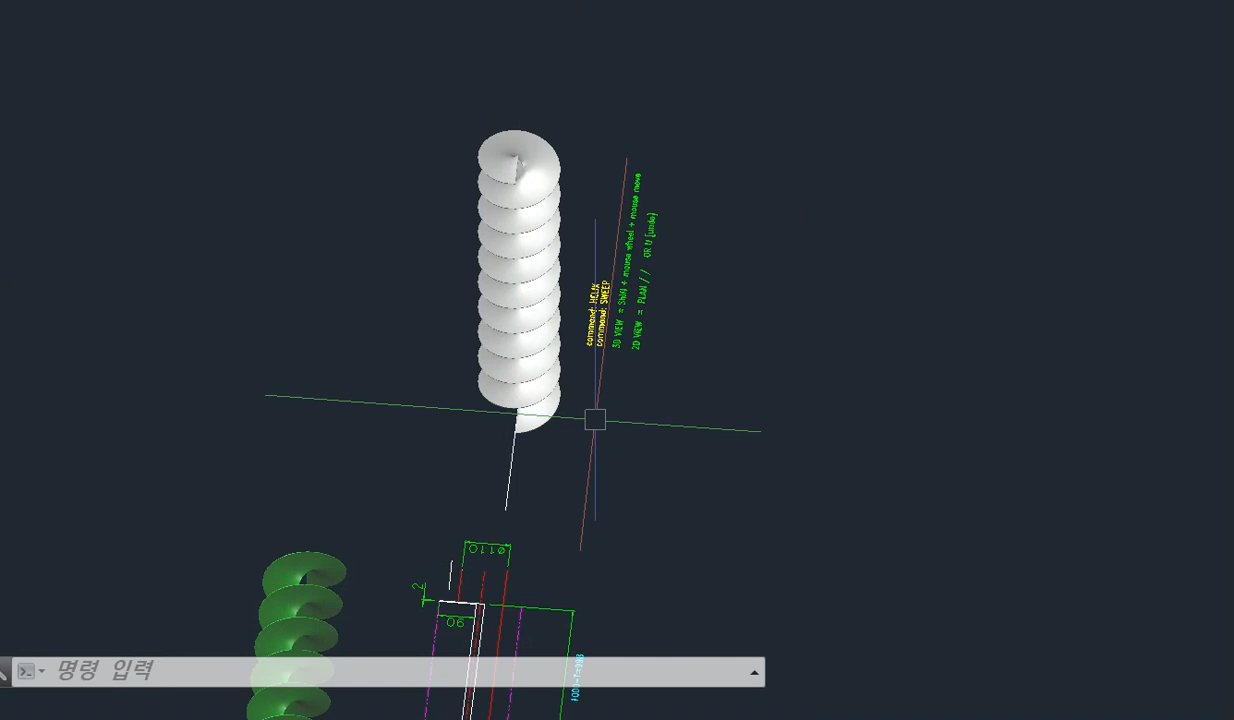 command: HELIX
command: SWEEP
3D VIEW = Shift + mouse wheel + mouse move
2D VIEW = PLAN / / OR U [undo]
ø110
2
90
명령 입력